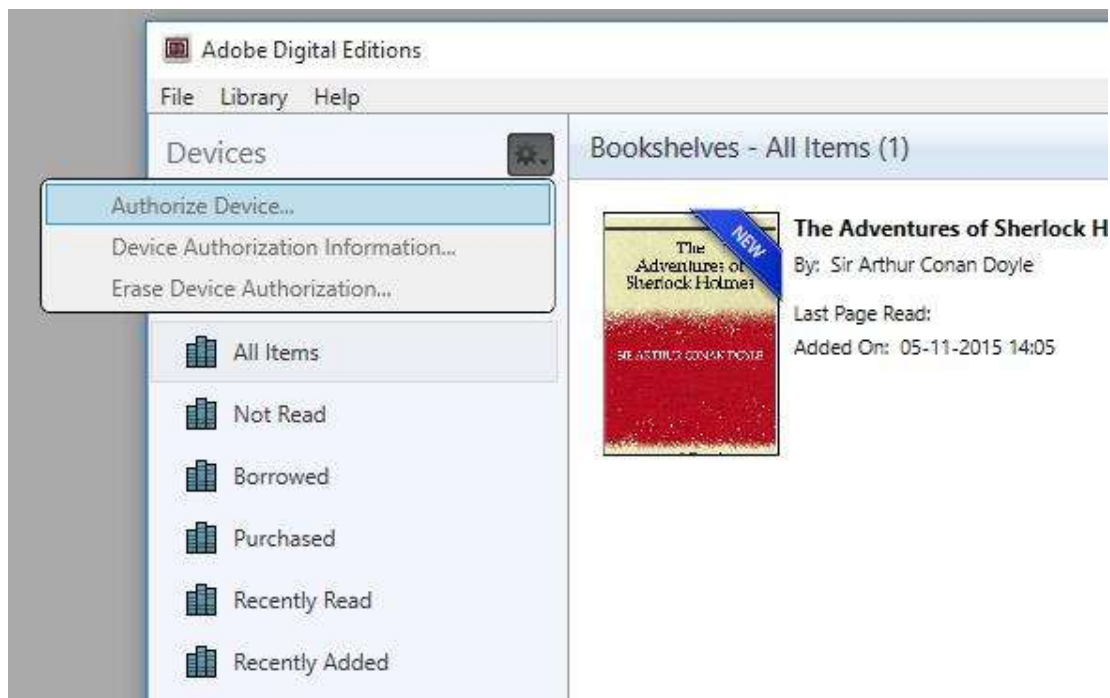 Adobe Digital Editions
File Library Help
Devices
Bookshelves - All Items (1)
Authorize Device...
Device Authorization Information...
Erase Device Authorization...
All Items
Not Read
Borrowed
Purchased
Recently Read
Recently Added
The
Adventures of
Sherlock Holmes
NEW
SIR ARTHUR CONAN DOYLE
The Adventures of Sherlock H
By: Sir Arthur Conan Doyle
Last Page Read:
Added On: 05-11-2015 14:05